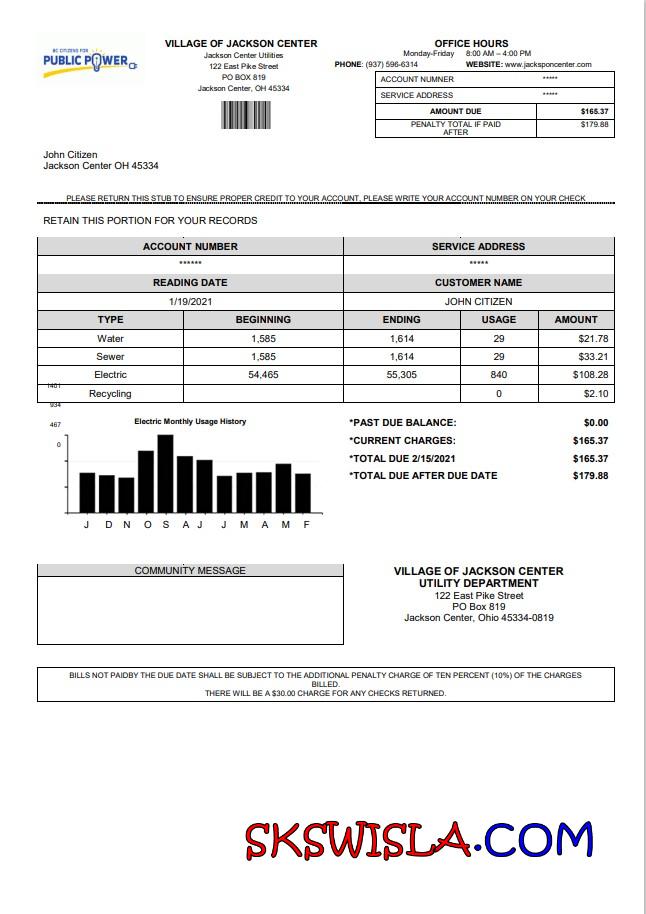 BC CITIZENS FOR
PUBLIC POWER
VILLAGE OF JACKSON CENTER
Jackson Center Utilities
122 East Pike Street
PO BOX 819
Jackson Center, OH 45334
OFFICE HOURS
Monday-Friday 8:00 AM – 4:00 PM
PHONE: (937) 596-6314 WEBSITE: www.jacksponcenter.com
ACCOUNT NUMNER *****
SERVICE ADDRESS *****
AMOUNT DUE $165.37
PENALTY TOTAL IF PAID AFTER $179.88
John Citizen
Jackson Center OH 45334
PLEASE RETURN THIS STUB TO ENSURE PROPER CREDIT TO YOUR ACCOUNT, PLEASE WRITE YOUR ACCOUNT NUMBER ON YOUR CHECK
RETAIN THIS PORTION FOR YOUR RECORDS
ACCOUNT NUMBER SERVICE ADDRESS
****** *****
READING DATE CUSTOMER NAME
1/19/2021 JOHN CITIZEN
TYPE BEGINNING ENDING USAGE AMOUNT
Water 1,585 1,614 29 $21.78
Sewer 1,585 1,614 29 $33.21
Electric 54,465 55,305 840 $108.28
Recycling 0 $2.10
1401
934
467
0
Electric Monthly Usage History
J D N O S A J J M A M F
*PAST DUE BALANCE: $0.00
*CURRENT CHARGES: $165.37
*TOTAL DUE 2/15/2021 $165.37
*TOTAL DUE AFTER DUE DATE $179.88
COMMUNITY MESSAGE
VILLAGE OF JACKSON CENTER
UTILITY DEPARTMENT
122 East Pike Street
PO Box 819
Jackson Center, Ohio 45334-0819
BILLS NOT PAIDBY THE DUE DATE SHALL BE SUBJECT TO THE ADDITIONAL PENALTY CHARGE OF TEN PERCENT (10%) OF THE CHARGES
BILLED.
THERE WILL BE A $30.00 CHARGE FOR ANY CHECKS RETURNED.
SKSWISLA.COM